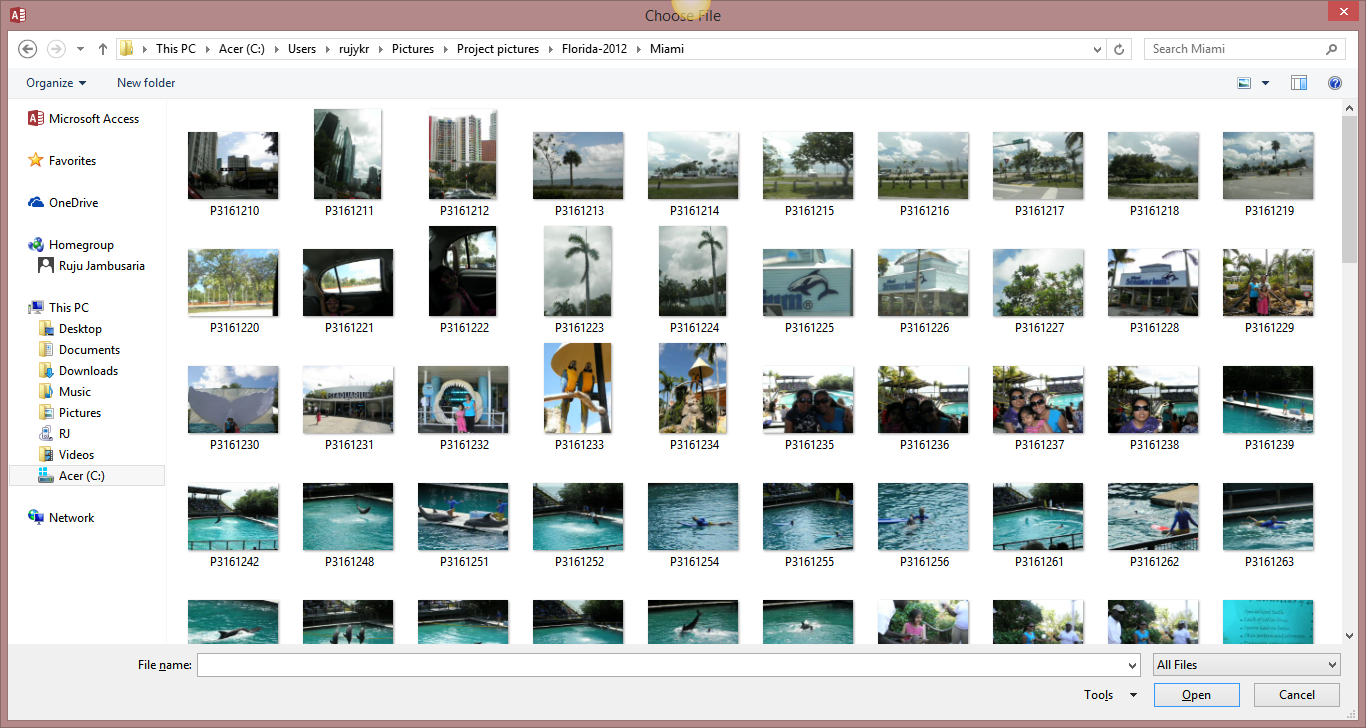 Choose File
This PC Acer (C:) Users rujykr Pictures Project pictures Florida-2012 Miami
Search Miami
Organize New folder
Microsoft Access
Favorites
OneDrive
Homegroup
Ruju Jambusaria
This PC
Desktop
Documents
Downloads
Music
Pictures
RJ
Videos
Acer (C:)
Network
P3161210 P3161211 P3161212 P3161213 P3161214 P3161215 P3161216 P3161217 P3161218 P3161219
P3161220 P3161221 P3161222 P3161223 P3161224 P3161225 P3161226 P3161227 P3161228 P3161229
P3161230 P3161231 P3161232 P3161233 P3161234 P3161235 P3161236 P3161237 P3161238 P3161239
P3161242 P3161248 P3161251 P3161252 P3161254 P3161255 P3161256 P3161261 P3161262 P3161263
File name:
All Files
Tools Open Cancel